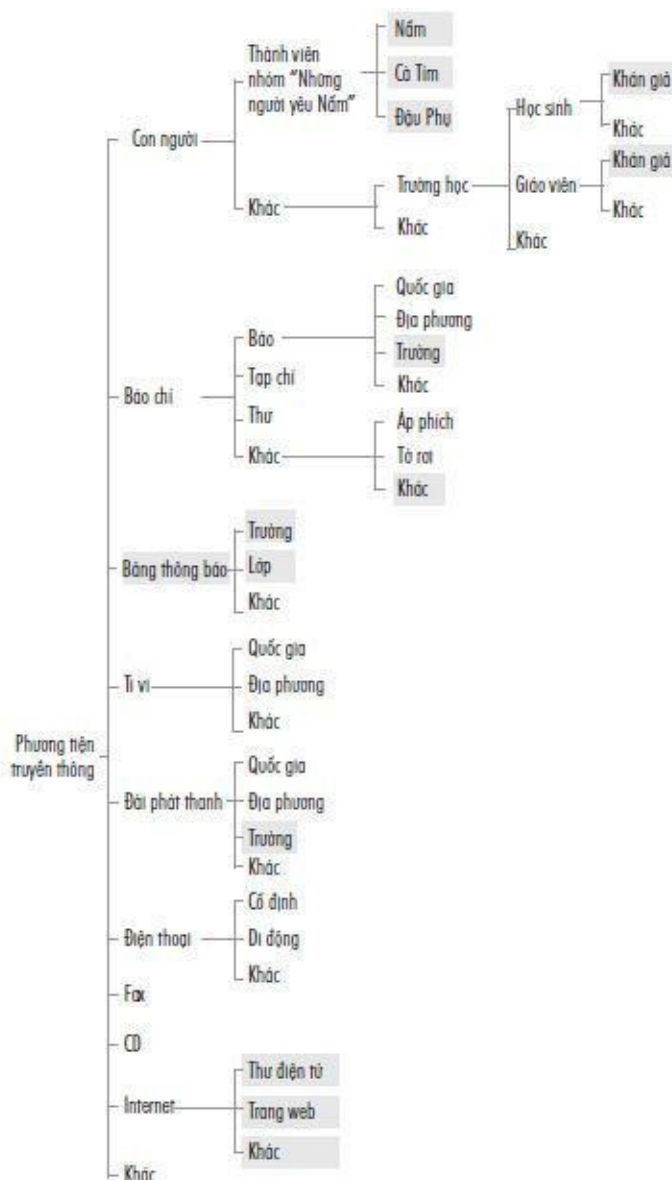 Nấm
Thành viên
nhóm "Những
người yêu Nấm"
Cà Tím
Đậu Phụ
Con người
Khác
Trường học
Khác
Học sinh
Khán giả
Khác
Giáo viên
Khán giả
Khác
Khác
Báo chí
Báo
Quốc gia
Địa phương
Trường
Khác
Tạp chí
Thư
Khác
Áp phích
Tờ rơi
Khác
Bảng thông báo
Trường
Lớp
Khác
Ti vi
Quốc gia
Địa phương
Khác
Phương tiện
truyền thông
Đài phát thanh
Quốc gia
Địa phương
Trường
Khác
Điện thoại
Cố định
Di động
Khác
Fax
CD
Internet
Thư điện tử
Trang web
Khác
Khác